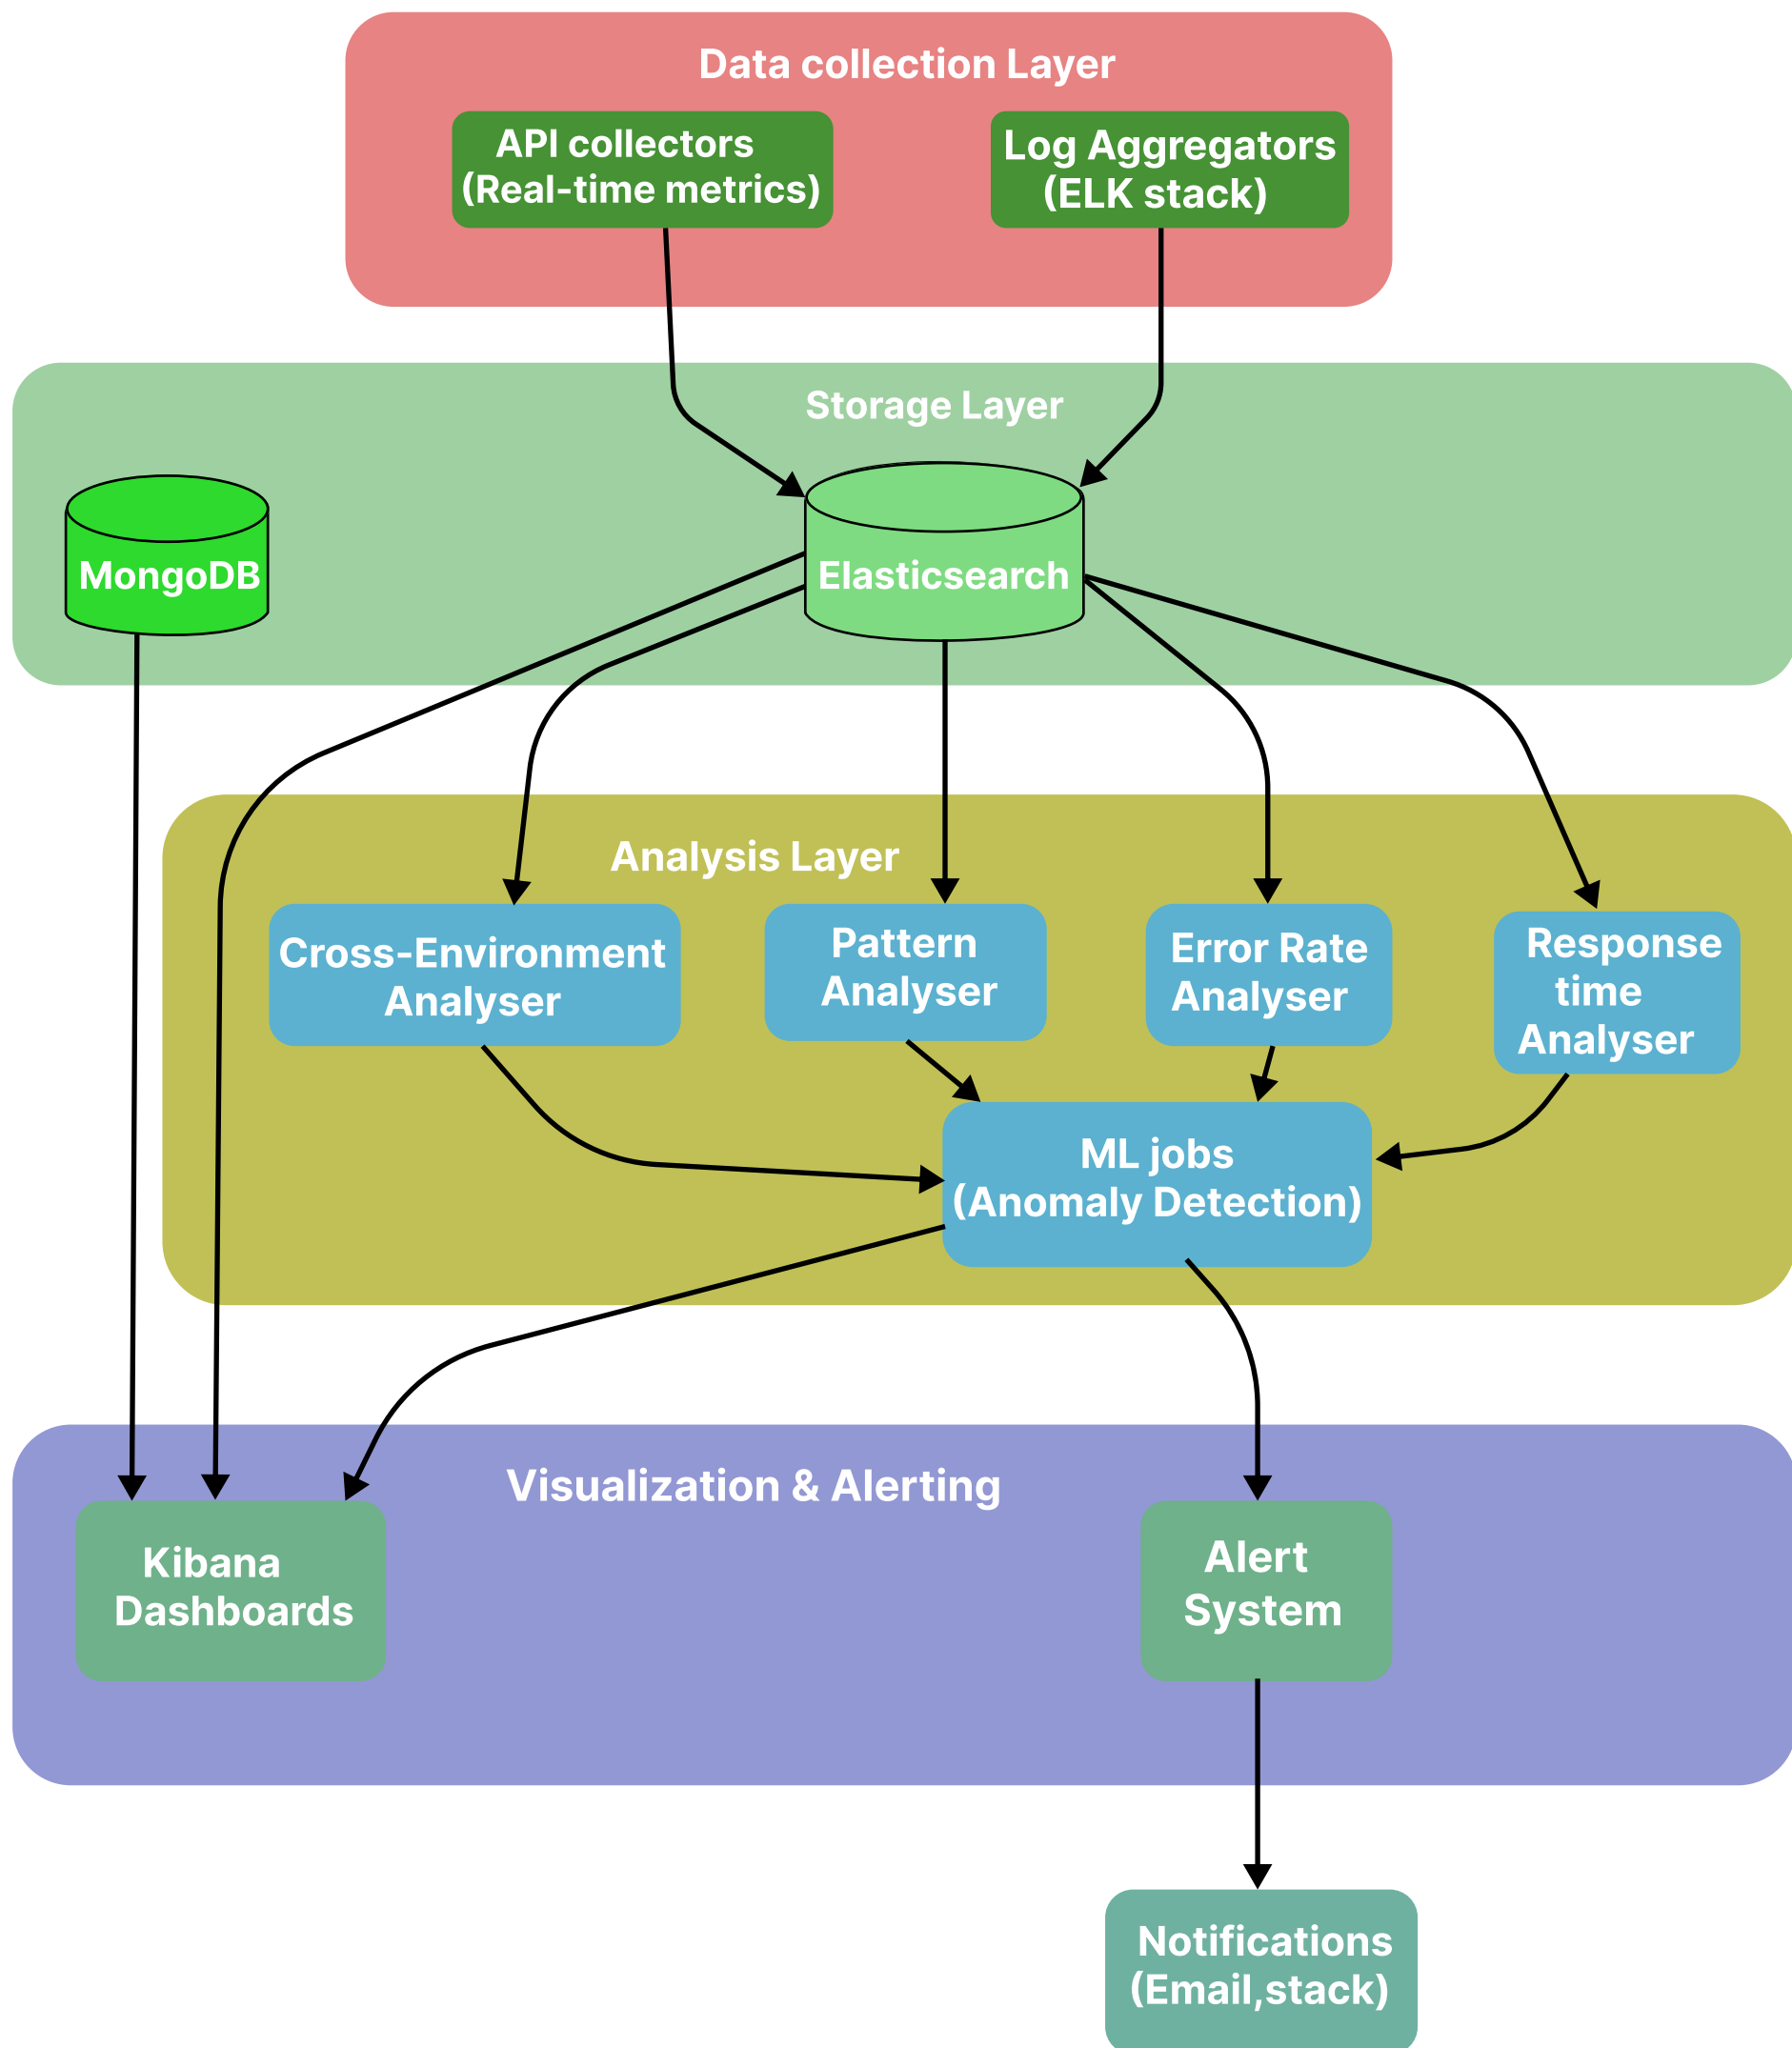 Data collection Layer
API collectors
(Real-time metrics)
Log Aggregators
(ELK stack)
Storage Layer
MongoDB
Elasticsearch
Analysis Layer
Cross-Environment
Analyser
Pattern
Analyser
Error Rate
Analyser
Response
time
Analyser
ML jobs
(Anomaly Detection)
Visualization & Alerting
Kibana
Dashboards
Alert
System
Notifications
(Email,stack)